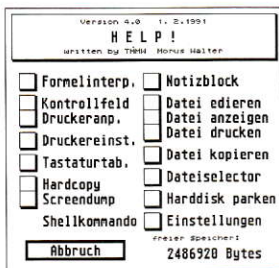 Version 4.0 1. 2.1991
HELP!
written by TMMW Morus Walter
Formelinterp.
Kontrollfeld
Druckeranp.
Druckereinst.
Tastaturtab.
Hardcopy
Screendump
Shellkommando
Abbruch
Notizblock
Datei edieren
Datei anzeigen
Datei drucken
Datei kopieren
Dateiselector
Harddisk parken
Einstellungen
freier Speicher:
2486920 Bytes